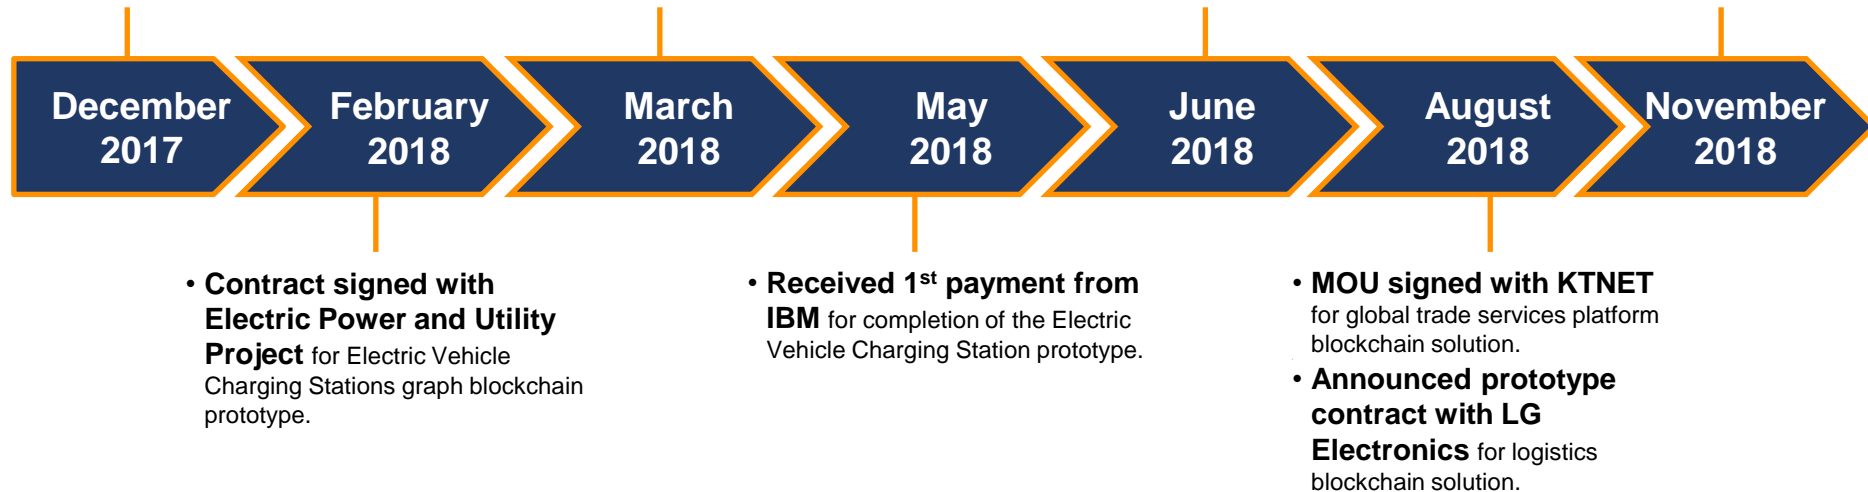 December
2017
February
2018
March
2018
May
2018
June
2018
August
2018
November
2018
• Contract signed with
Electric Power and Utility
Project for Electric Vehicle
Charging Stations graph blockchain
prototype.
• Received 1st payment from
IBM for completion of the Electric
Vehicle Charging Station prototype.
• MOU signed with KTNET
for global trade services platform
blockchain solution.
• Announced prototype
contract with LG
Electronics for logistics
blockchain solution.